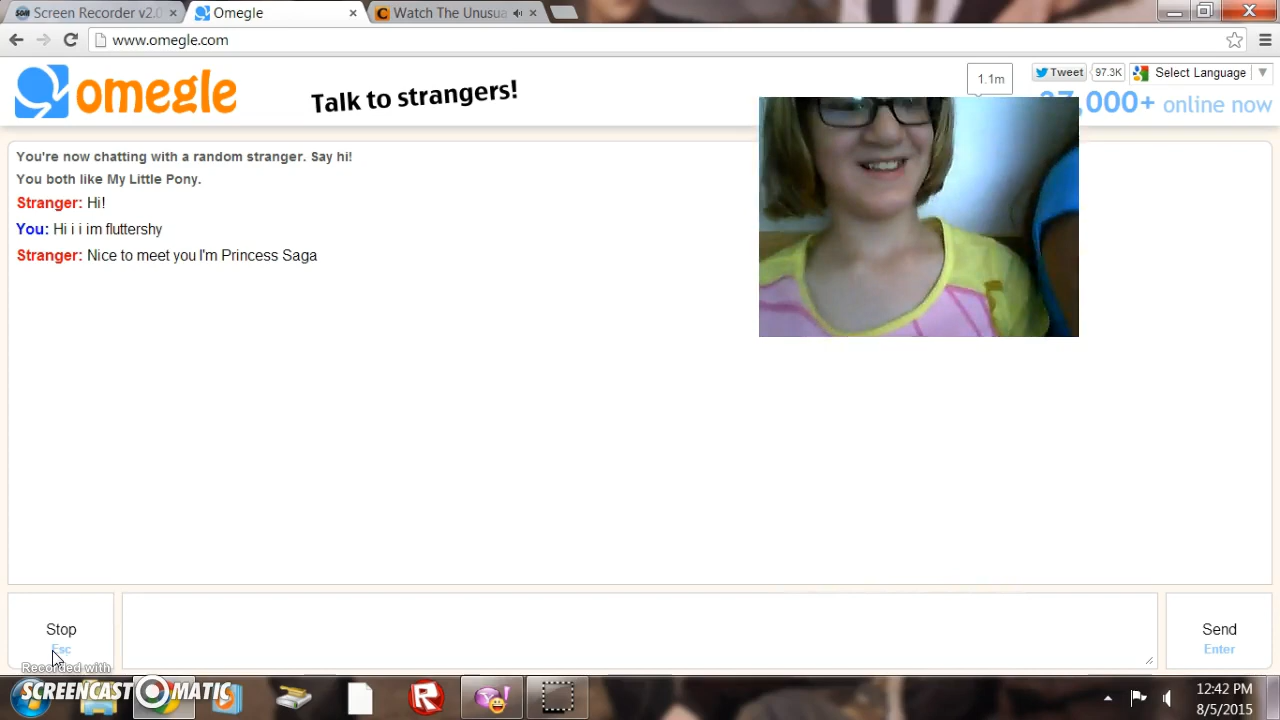 Screen Recorder v2.0
Omegle
Watch The Unusua
www.omegle.com
omegle
Talk to strangers!
1.1m
Tweet
97.3K
Select Language
,000+ online now
You're now chatting with a random stranger. Say hi!
You both like My Little Pony.
Stranger: Hi!
You: Hi i i im fluttershy
Stranger: Nice to meet you I'm Princess Saga
Stop
Esc
Send
Enter
Recorded with
SCREENCAST MATIC
12:42 PM
8/5/2015